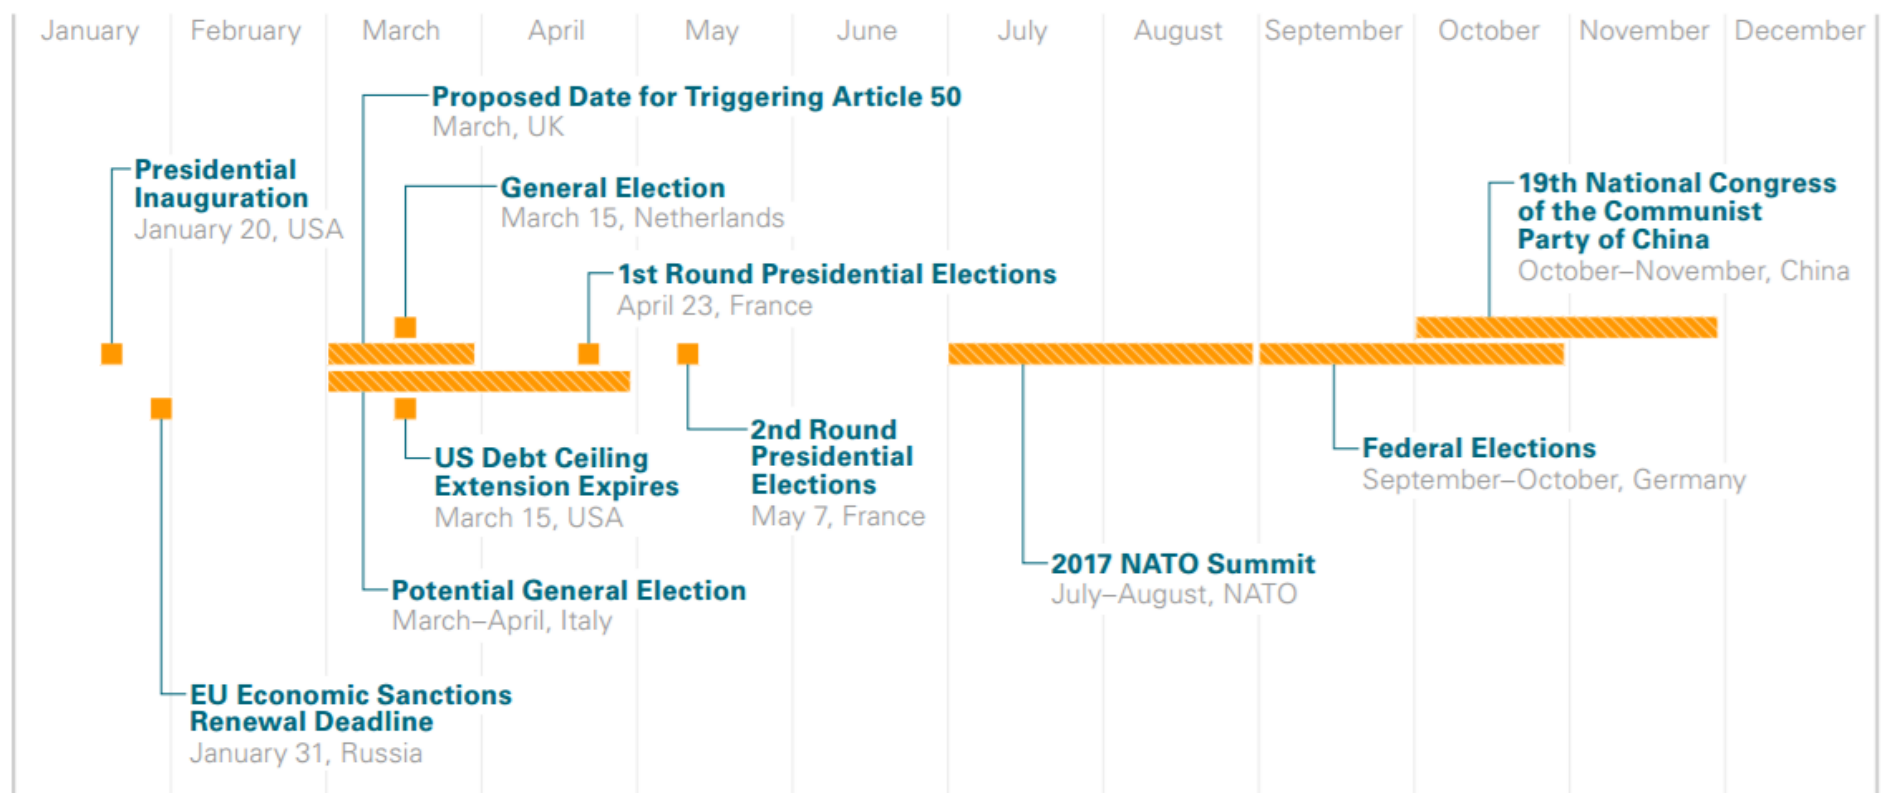 January February March April May June July August September October November December
Proposed Date for Triggering Article 50
March, UK
Presidential
Inauguration
January 20, USA
General Election
March 15, Netherlands
19th National Congress
of the Communist
Party of China
October–November, China
1st Round Presidential Elections
April 23, France
2nd Round
Presidential
Elections
May 7, France
US Debt Ceiling
Extension Expires
March 15, USA
Federal Elections
September–October, Germany
2017 NATO Summit
July–August, NATO
Potential General Election
March–April, Italy
EU Economic Sanctions
Renewal Deadline
January 31, Russia